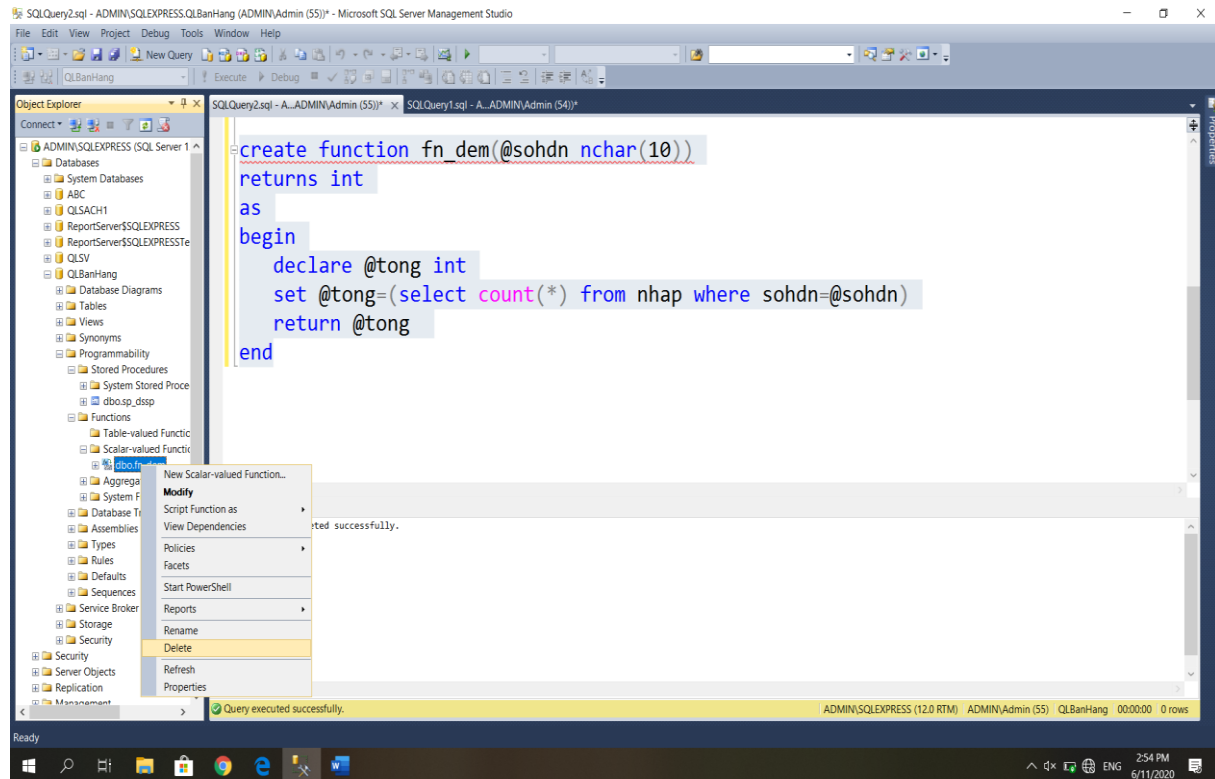 SQLQuery2.sql - ADMIN\SQLEXPRESS.QLBanHang (ADMIN\Admin (55))* - Microsoft SQL Server Management Studio
File Edit View Project Debug Tools Window Help
New Query
QLBanHang Execute Debug
Object Explorer
Connect
ADMIN\SQLEXPRESS (SQL Server 1
Databases
System Databases
ABC
QLSACH1
ReportServer$SQLEXPRESS
ReportServer$SQLEXPRESSTe
QLSV
QLBanHang
Database Diagrams
Tables
Views
Synonyms
Programmability
Stored Procedures
System Stored Proce
dbo.sp_dssp
Functions
Table-valued Functic
Scalar-valued Functic
dbo.fn_dem
Aggrega
System F
Database Tr
Assemblies
Types
Rules
Defaults
Sequences
Service Broker
Storage
Security
Security
Server Objects
Replication
Management
New Scalar-valued Function...
Modify
Script Function as
View Dependencies
Policies
Facets
Start PowerShell
Reports
Rename
Delete
Refresh
Properties
SQLQuery2.sql - A...ADMIN\Admin (55))* SQLQuery1.sql - A...ADMIN\Admin (54))*
create function fn_dem(@sohdn nchar(10))
returns int
as
begin
declare @tong int
set @tong=(select count(*) from nhap where sohdn=@sohdn)
return @tong
end
eted successfully.
Query executed successfully. ADMIN\SQLEXPRESS (12.0 RTM) ADMIN\Admin (55) QLBanHang 00:00:00 0 rows
Properties
Ready
ENG 2:54 PM
6/11/2020